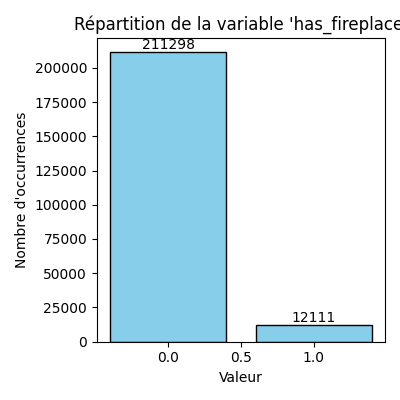 Répartition de la variable 'has_fireplace
211298
200000
175000
150000
125000
100000
75000
50000
25000
0
12111
0.0 0.5 1.0
Nombre d'occurrences
Valeur